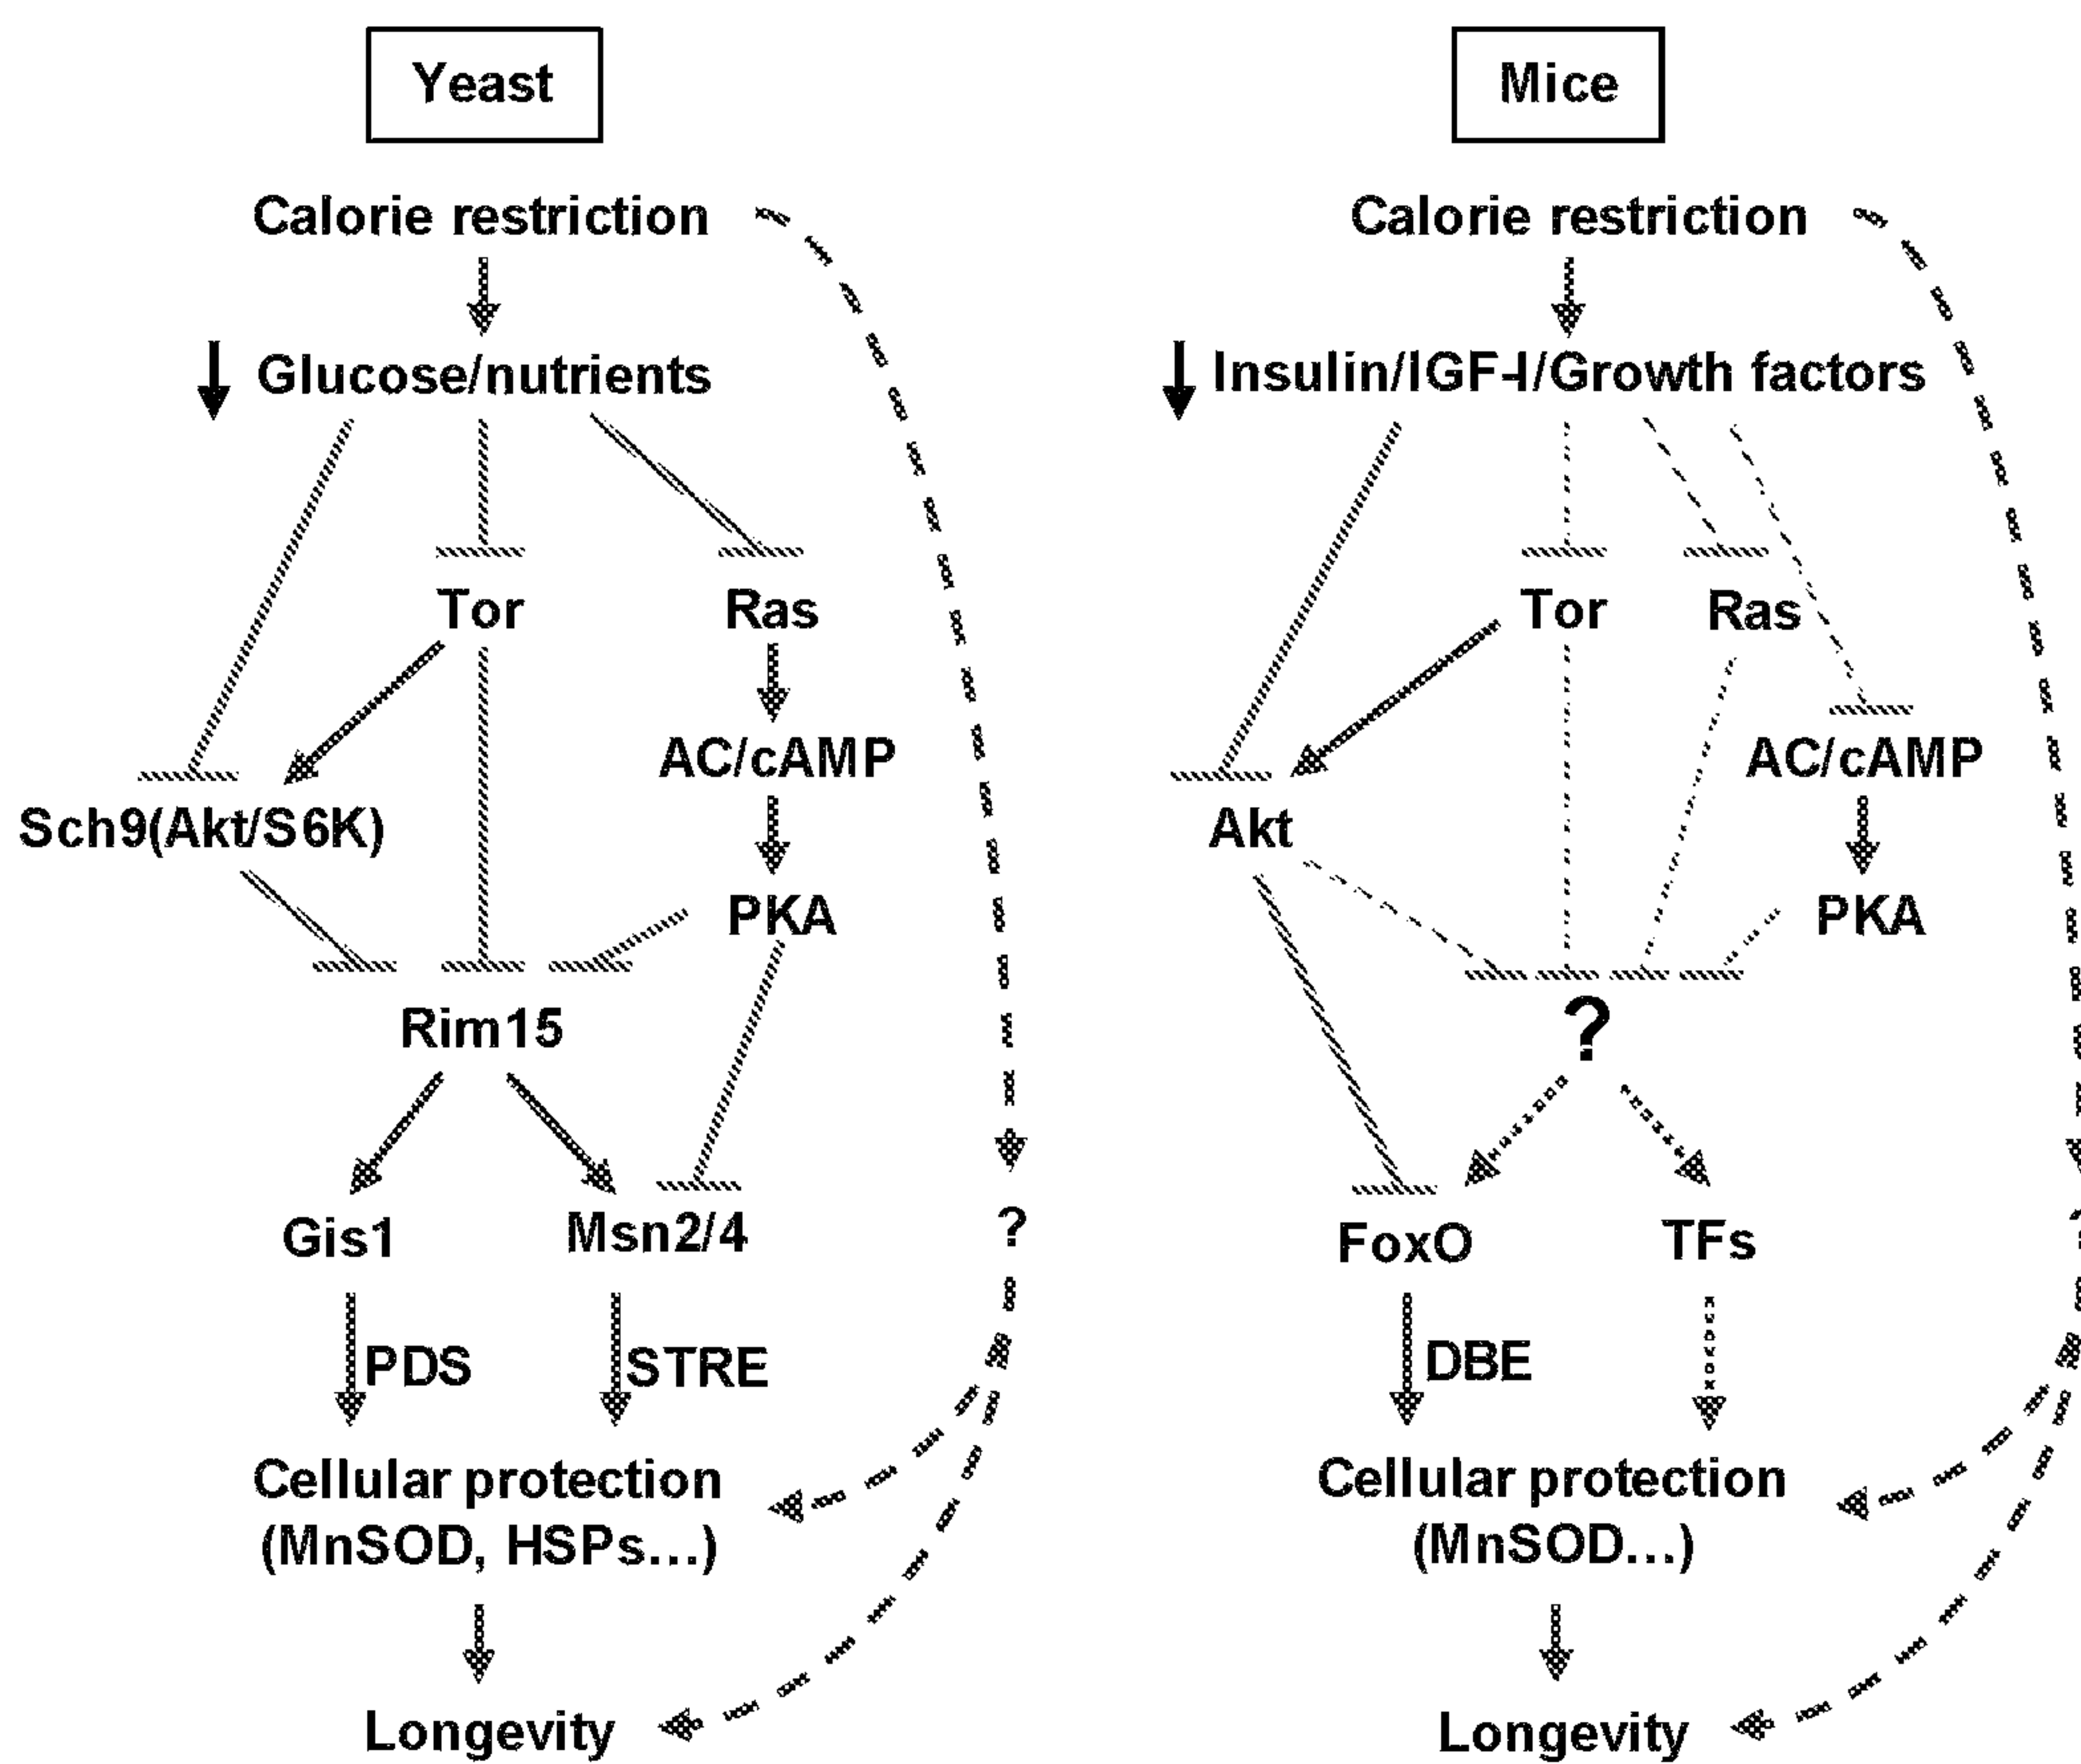 Yeast
Calorie restriction
Glucose/nutrients
Tor
Ras
AC/cAMP
Sch9(Akt/S6K)
PKA
Rim15
Gis1
Msn2/4
?
PDS
STRE
Cellular protection
(MnSOD, HSPs...)
Longevity
Mice
Calorie restriction
Insulin/IGF-I/Growth factors
Tor
Ras
AC/cAMP
Akt
PKA
?
FoxO
TFs
DBE
Cellular protection
(MnSOD...)
Longevity